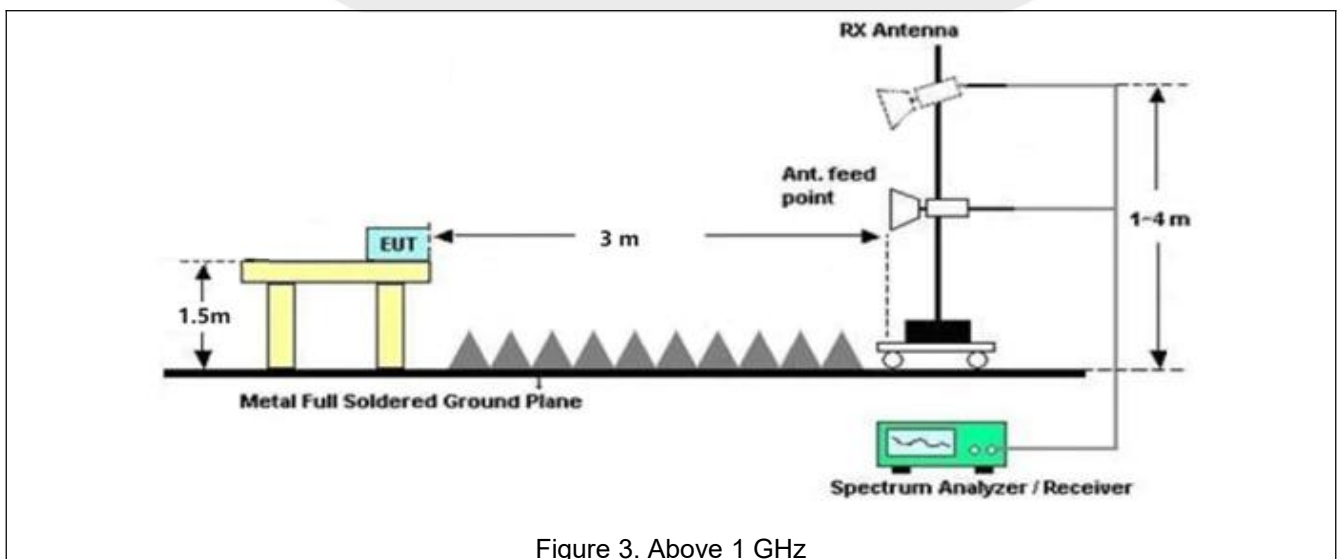 RX Antenna
Ant. feed
point
1~4 m
EUT
3 m
1.5m
Metal Full Soldered Ground Plane
Spectrum Analyzer / Receiver
Figure 3. Above 1 GHz